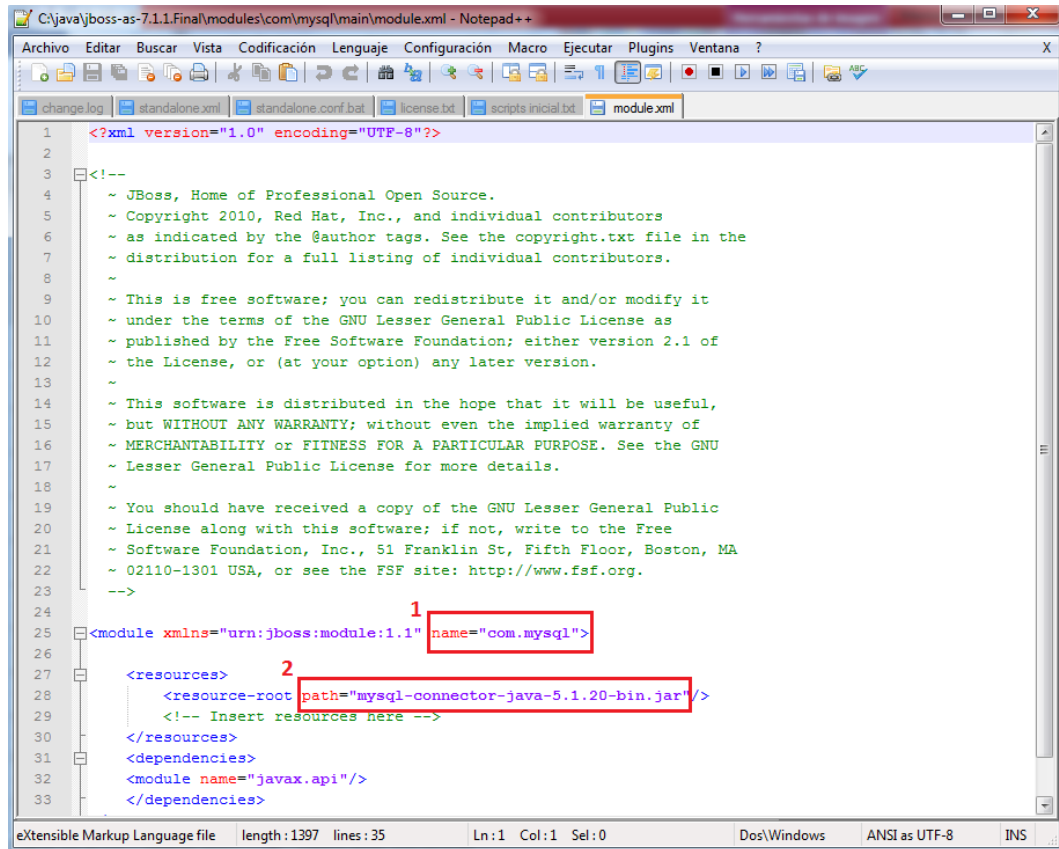 C:\java\jboss-as-7.1.1.Final\modules\com\mysql\main\module.xml - Notepad++
Archivo Editar Buscar Vista Codificación Lenguaje Configuración Macro Ejecutar Plugins Ventana ? X
change.log standalone.xml standalone.conf.bat license.txt scripts inicial.txt module.xml
1 <?xml version="1.0" encoding="UTF-8"?>
2
3 <!--
4 ~ JBoss, Home of Professional Open Source.
5 ~ Copyright 2010, Red Hat, Inc., and individual contributors
6 ~ as indicated by the @author tags. See the copyright.txt file in the
7 ~ distribution for a full listing of individual contributors.
8 ~
9 ~ This is free software; you can redistribute it and/or modify it
10 ~ under the terms of the GNU Lesser General Public License as
11 ~ published by the Free Software Foundation; either version 2.1 of
12 ~ the License, or (at your option) any later version.
13 ~
14 ~ This software is distributed in the hope that it will be useful,
15 ~ but WITHOUT ANY WARRANTY; without even the implied warranty of
16 ~ MERCHANTABILITY or FITNESS FOR A PARTICULAR PURPOSE. See the GNU
17 ~ Lesser General Public License for more details.
18 ~
19 ~ You should have received a copy of the GNU Lesser General Public
20 ~ License along with this software; if not, write to the Free
21 ~ Software Foundation, Inc., 51 Franklin St, Fifth Floor, Boston, MA
22 ~ 02110-1301 USA, or see the FSF site: http://www.fsf.org.
23 -->
24
1
25 <module xmlns="urn:jboss:module:1.1" name="com.mysql">
26
2
27 <resources>
28 <resource-root path="mysql-connector-java-5.1.20-bin.jar"/>
29 <!-- Insert resources here -->
30 </resources>
31 <dependencies>
32 <module name="javax.api"/>
33 </dependencies>
eXtensible Markup Language file length : 1397 lines : 35 Ln : 1 Col : 1 Sel : 0 Dos\Windows ANSI as UTF-8 INS